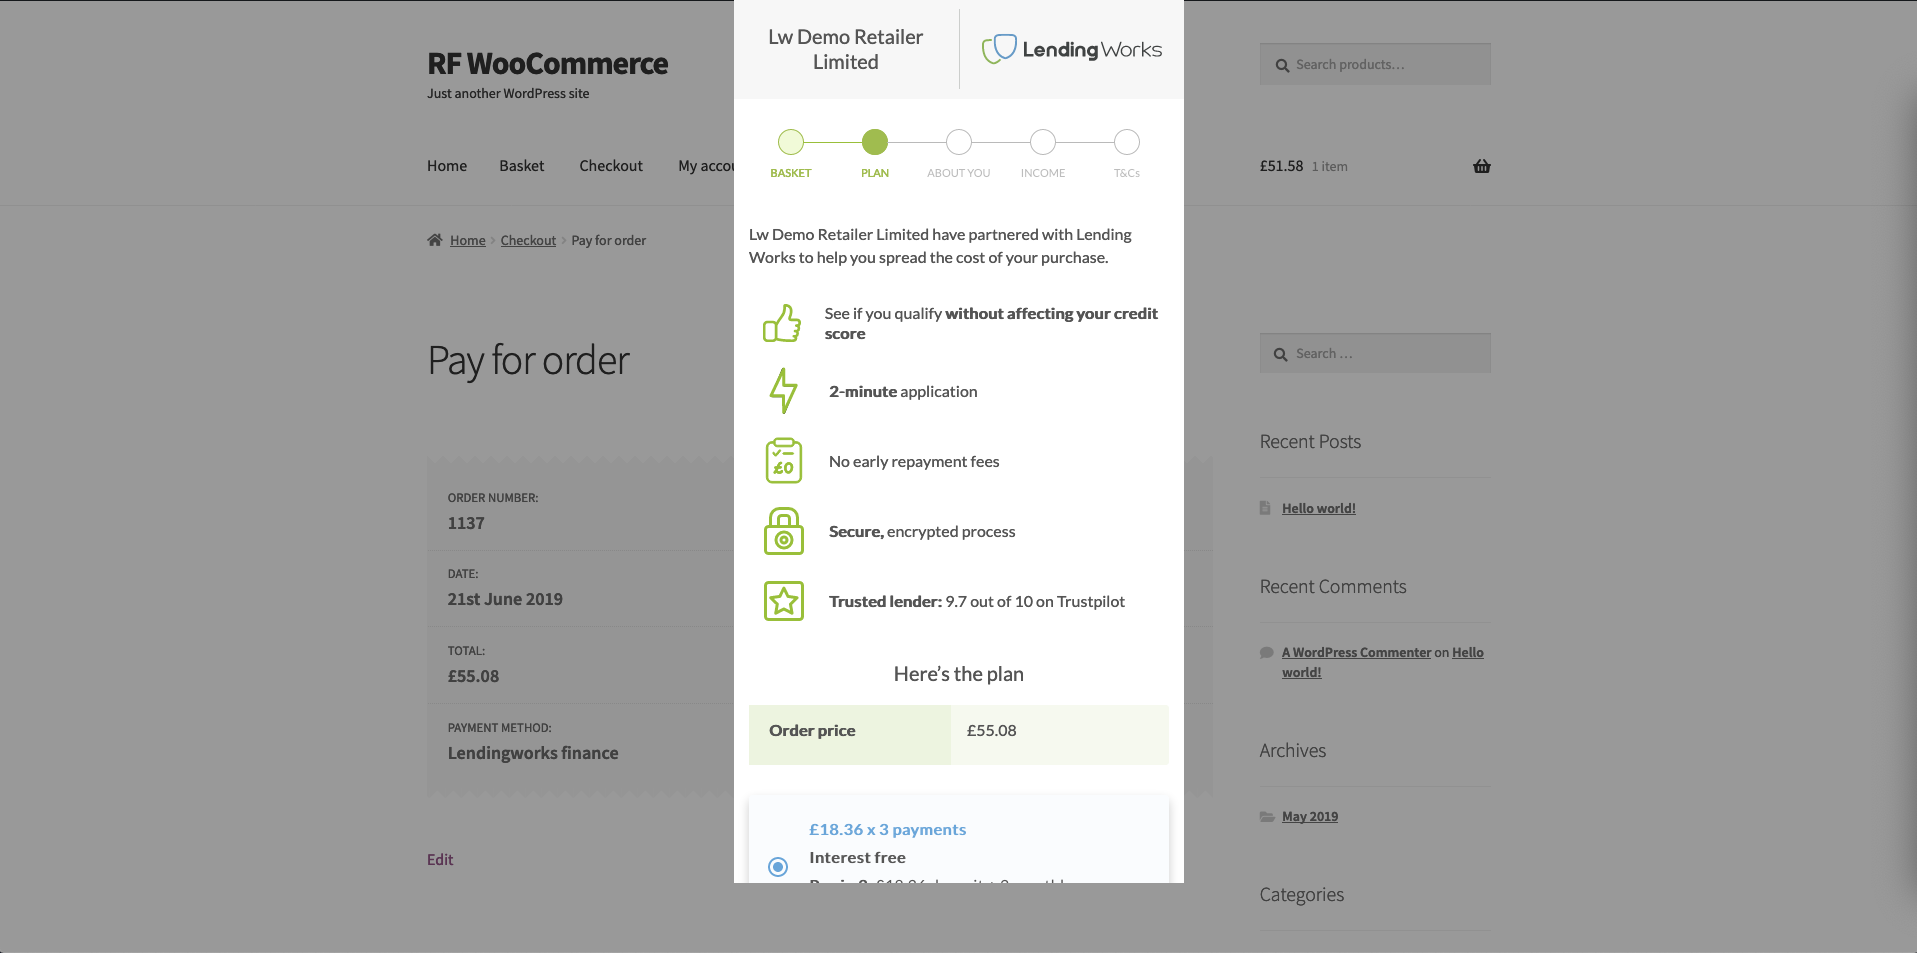 RF WooCommerce
Just another WordPress site
Search products…
Home
Basket
Checkout
My accou
£51.58 1 item
Home
Checkout
Pay for order
Pay for order
ORDER NUMBER:
1137
DATE:
21st June 2019
TOTAL:
£55.08
PAYMENT METHOD:
Lendingworks finance
Edit
Lw Demo Retailer
Limited
LendingWorks
BASKET
PLAN
ABOUT YOU
INCOME
T&Cs
Lw Demo Retailer Limited have partnered with Lending
Works to help you spread the cost of your purchase.
See if you qualify without affecting your credit
score
2-minute application
£0
No early repayment fees
Secure, encrypted process
Trusted lender: 9.7 out of 10 on Trustpilot
Here's the plan
Order price
£55.08
£18.36 x 3 payments
Interest free
Search …
Recent Posts
Hello world!
Recent Comments
A WordPress Commenter on Hello
world!
Archives
May 2019
Categories